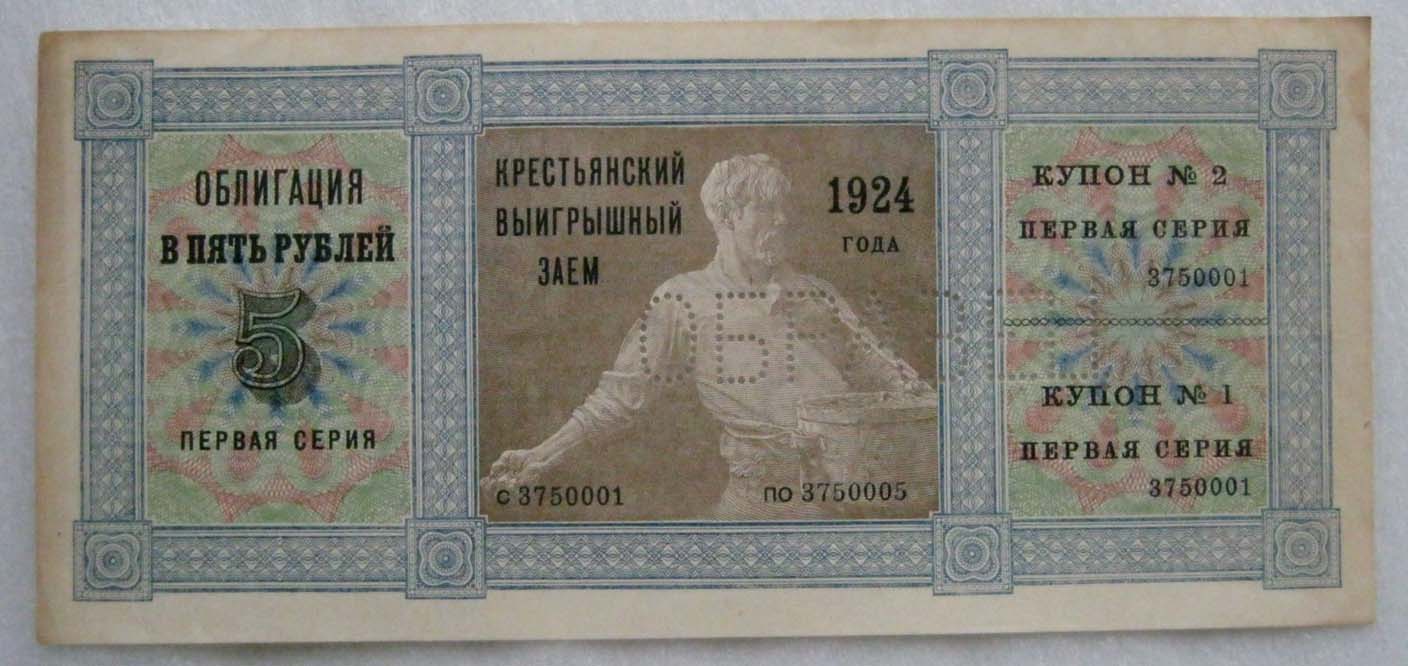 ОБЛИГАЦИЯ
В ПЯТЬ РУБЛЕЙ
5
ПЕРВАЯ СЕРИЯ
КРЕСТЬЯНСКИЙ
ВЫИГРЫШНЫЙ
ЗАЕМ
1924
ГОДА
ОБРАЗЕЦ
с 3750001
по 3750005
КУПОН № 2
ПЕРВАЯ СЕРИЯ
3750001
КУПОН № 1
ПЕРВАЯ СЕРИЯ
3750001